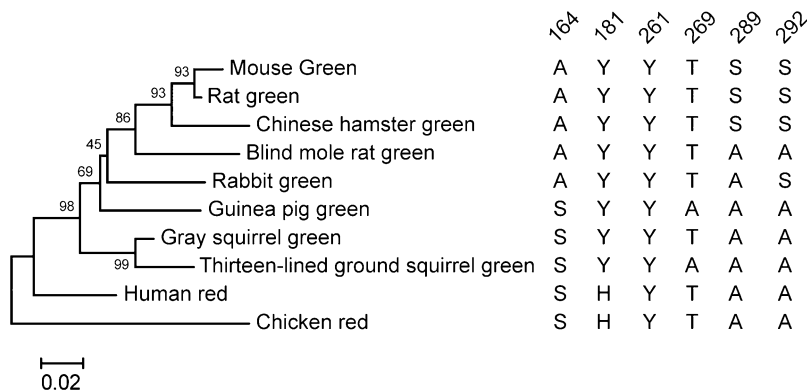 164 181 261 269 289 292
93 Mouse Green A Y Y T S S
93 Rat green A Y Y T S S
86 Chinese hamster green A Y Y T S S
45 Blind mole rat green A Y Y T A A
69 Rabbit green A Y Y T A S
98 Guinea pig green S Y Y A A A
Gray squirrel green S Y Y T A A
99 Thirteen-lined ground squirrel green S Y Y A A A
Human red S H Y T A A
Chicken red S H Y T A A
0.02